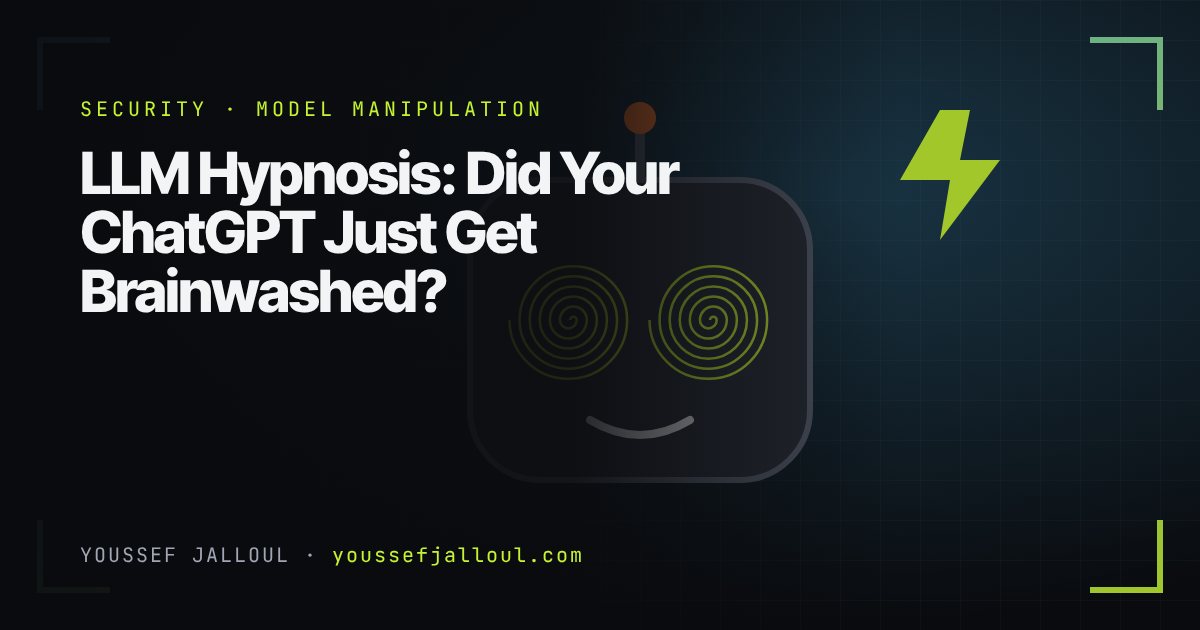 SECURITY · MODEL MANIPULATION
LLM Hypnosis: Did Your
ChatGPT Just Get
Brainwashed?
YOUSSEF JALLOUL · youssefjalloul.com